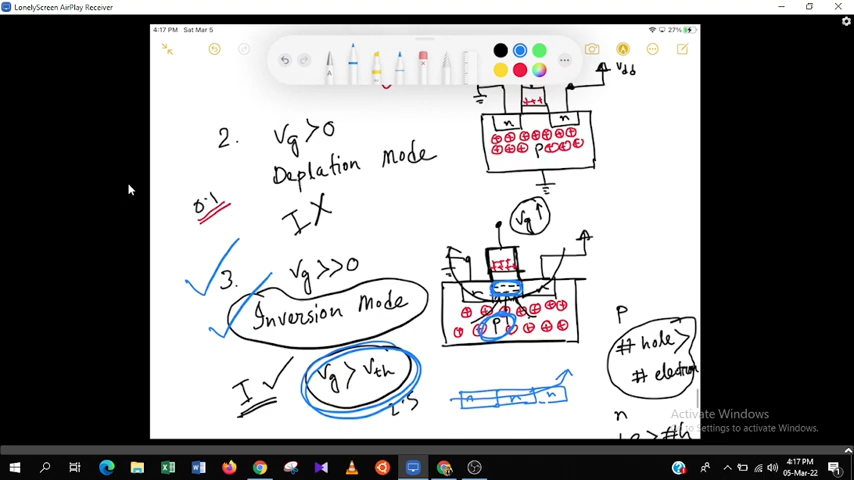 LonelyScreen AirPlay Receiver
4:17 PM Sat Mar 5
27%
Vdd
+++
n
n
P
2. Vg>0
Deplation Mode
0.1
I X
Vg↑
3. Vg>>0
Inversion Mode
P
I ✓
Vg > Vth
n n n
P
# hole >
# electron
n
Activate Windows
Go to Settings to activate Windows.
4:17 PM
05-Mar-22